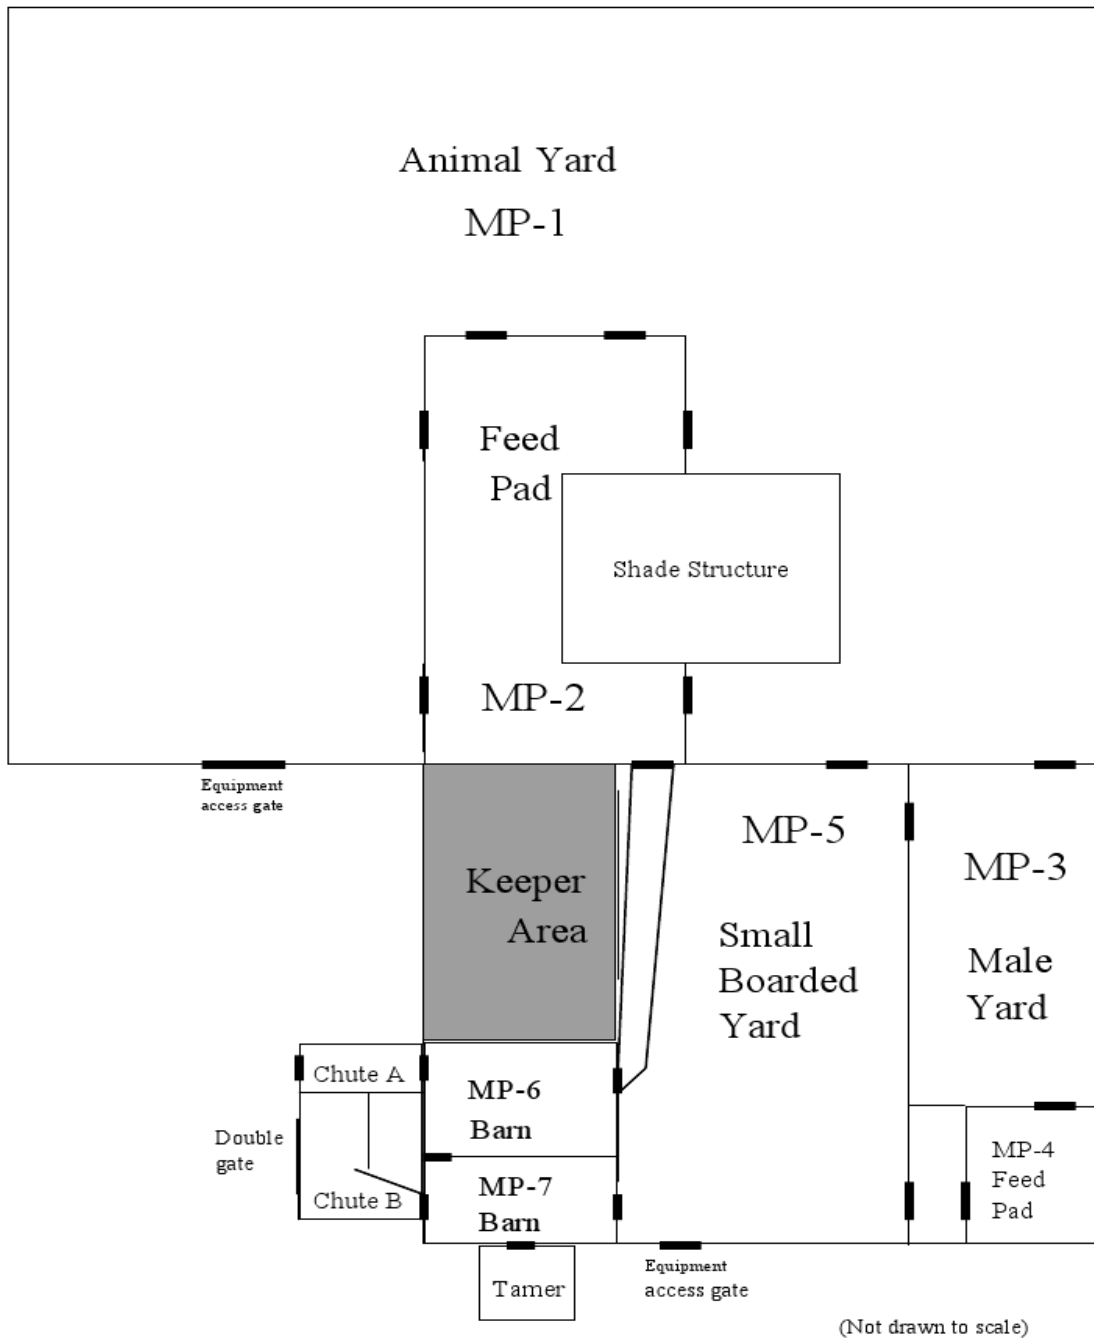 Animal Yard
MP-1
Feed
Pad
Shade Structure
MP-2
Equipment
access gate
MP-5
MP-3
Keeper
Area
Small
Boarded
Yard
Male
Yard
Chute A
MP-6
Barn
Double
gate
MP-4
Feed
Pad
Chute B
MP-7
Barn
Equipment
access gate
Tamer
(Not drawn to scale)